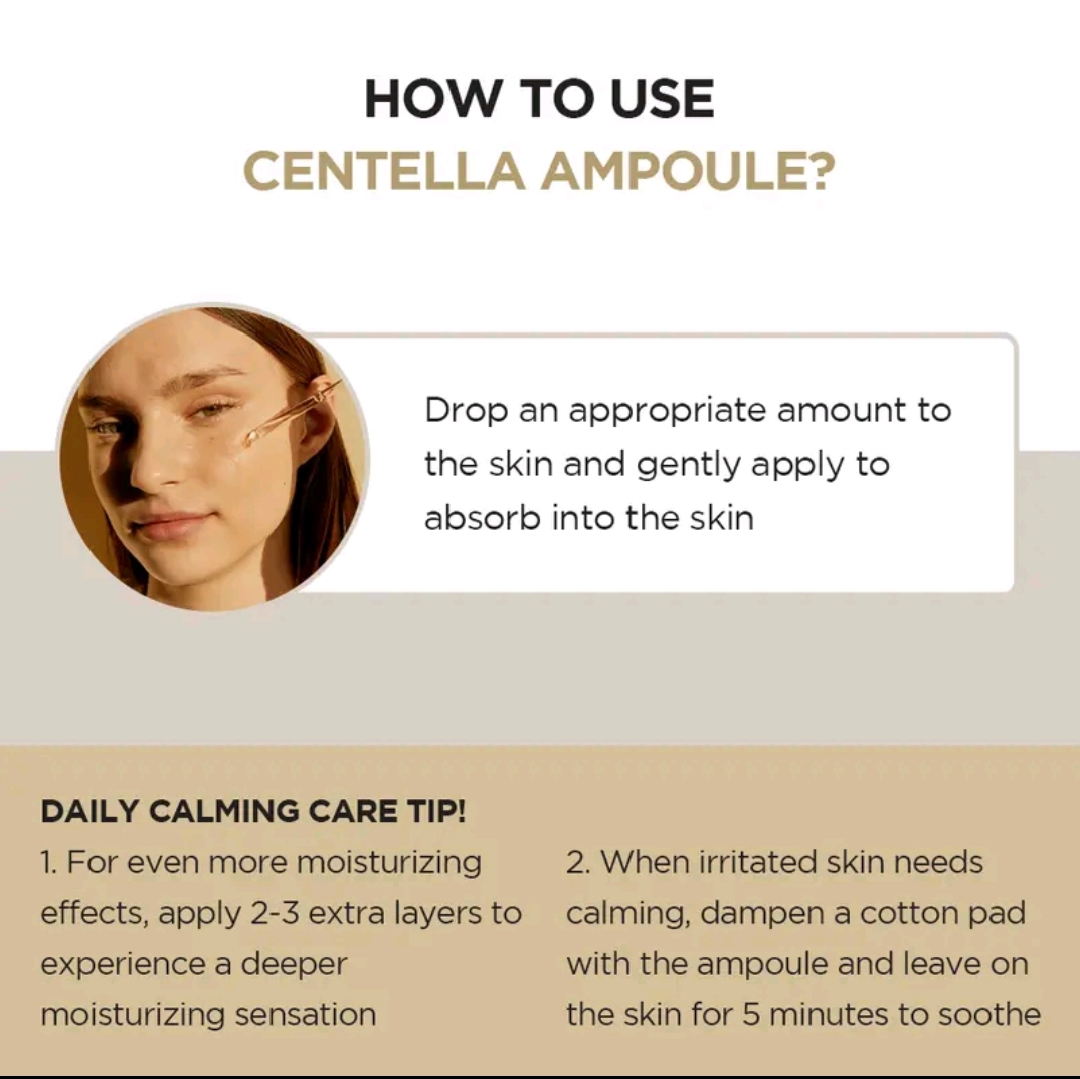 HOW TO USE
CENTELLA AMPOULE?
Drop an appropriate amount to
the skin and gently apply to
absorb into the skin
DAILY CALMING CARE TIP!
1. For even more moisturizing
effects, apply 2-3 extra layers to
experience a deeper
moisturizing sensation
2. When irritated skin needs
calming, dampen a cotton pad
with the ampoule and leave on
the skin for 5 minutes to soothe